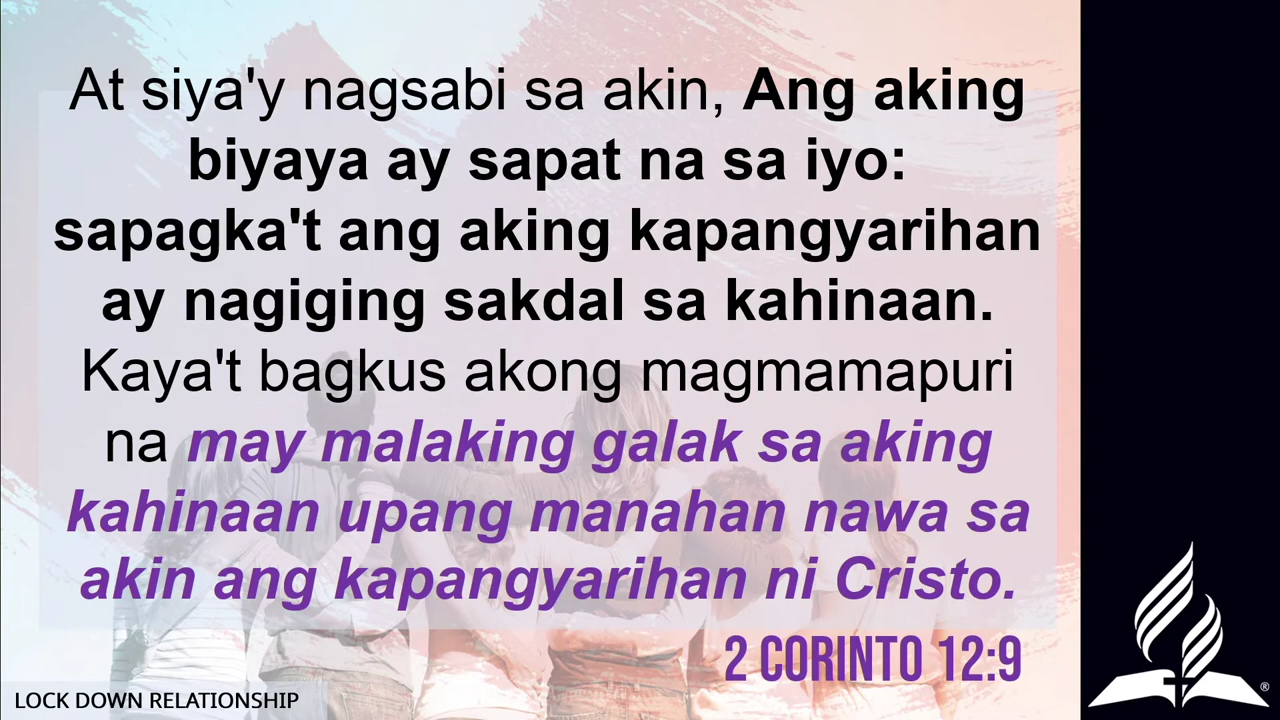 At siya'y nagsabi sa akin, Ang aking
biyaya ay sapat na sa iyo:
sapagka't ang aking kapangyarihan
ay nagiging sakdal sa kahinaan.
Kaya't bagkus akong magmamapuri
na may malaking galak sa aking
kahinaan upang manahan nawa sa
akin ang kapangyarihan ni Cristo.
2 CORINTO 12:9
LOCK DOWN RELATIONSHIP
®